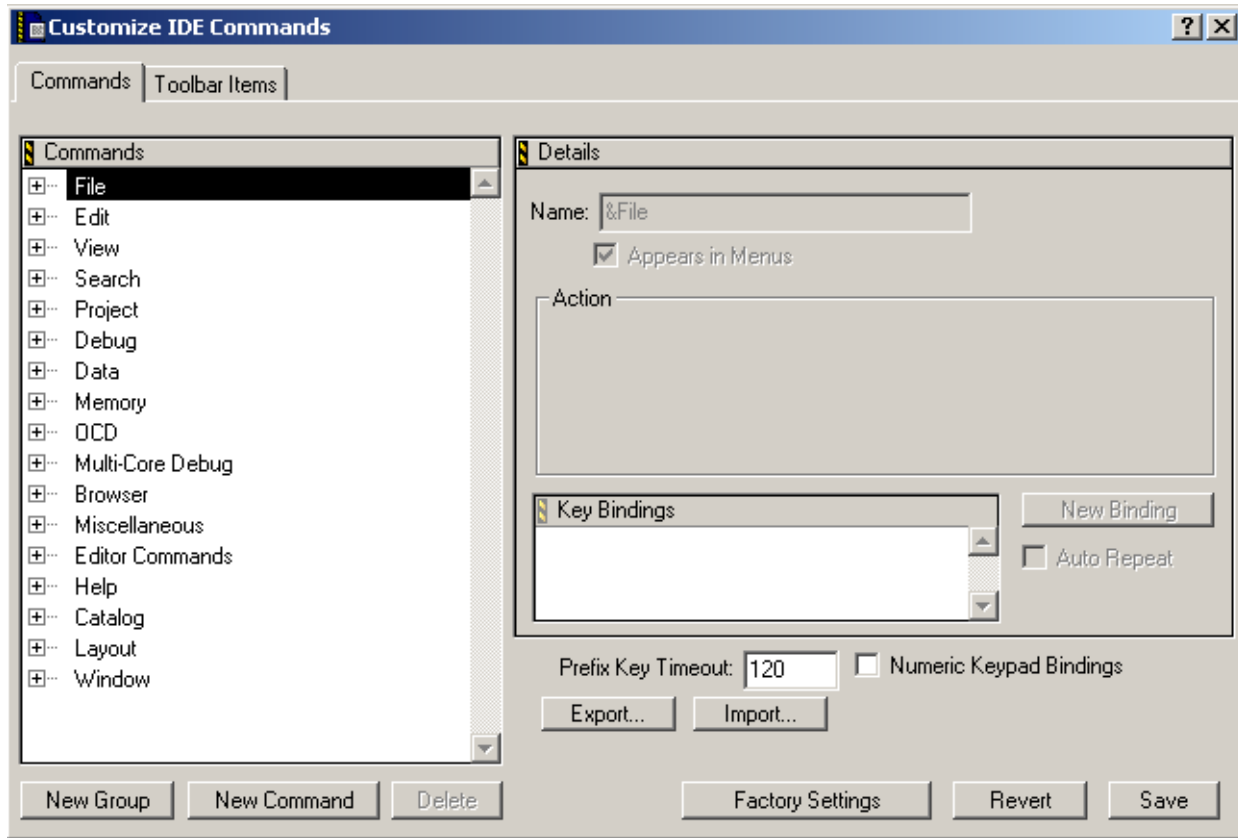 Customize IDE Commands
Commands
Toolbar Items
Commands
File
Edit
View
Search
Project
Debug
Data
Memory
OCD
Multi-Core Debug
Browser
Miscellaneous
Editor Commands
Help
Catalog
Layout
Window
Details
Name: &File
Appears in Menus
Action
Key Bindings
New Binding
Auto Repeat
Prefix Key Timeout: 120 Numeric Keypad Bindings
Export... Import...
New Group New Command Delete Factory Settings Revert Save